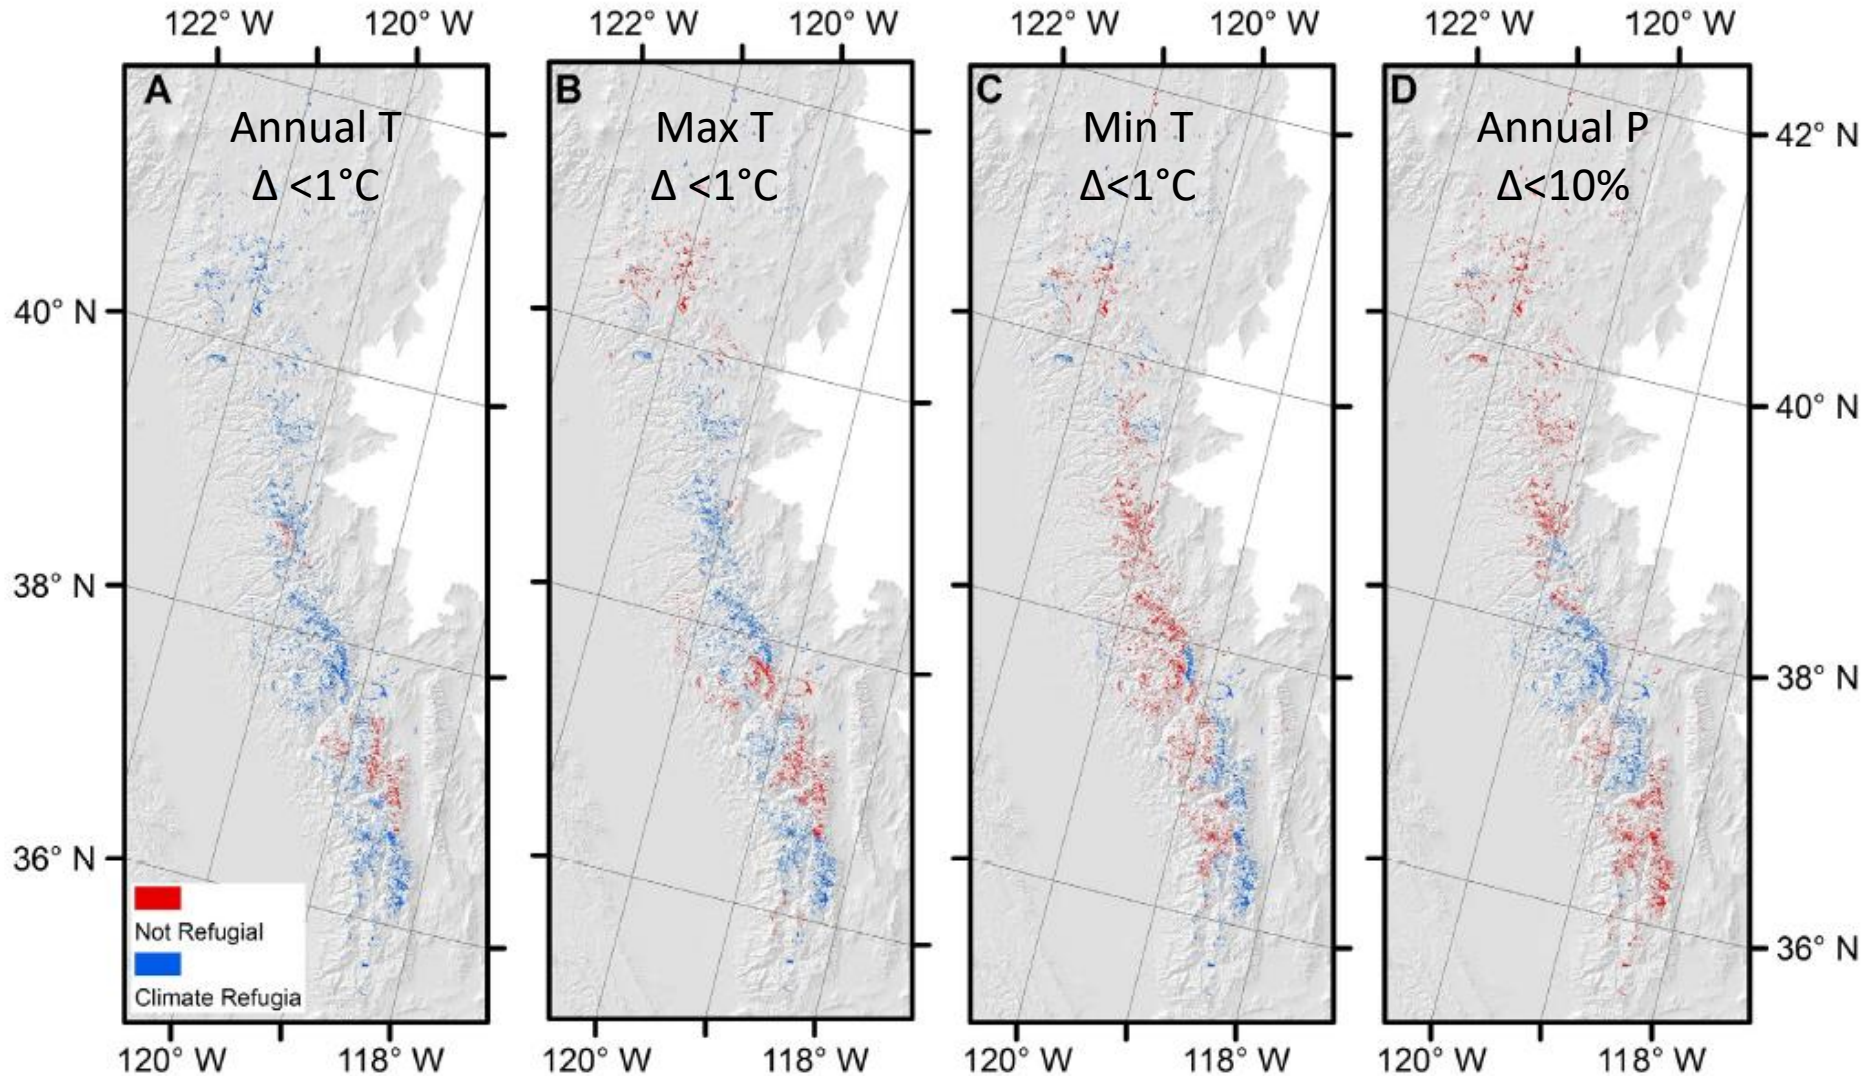 122° W 120° W 122° W 120° W 122° W 120° W 122° W 120° W
A B C D
Annual T Max T Min T Annual P
Δ <1°C Δ <1°C Δ<1°C Δ<10%
42° N
40° N
40° N
38° N
38° N
36° N
36° N
Not Refugial
Climate Refugia
120° W 118° W 120° W 118° W 120° W 118° W 120° W 118° W